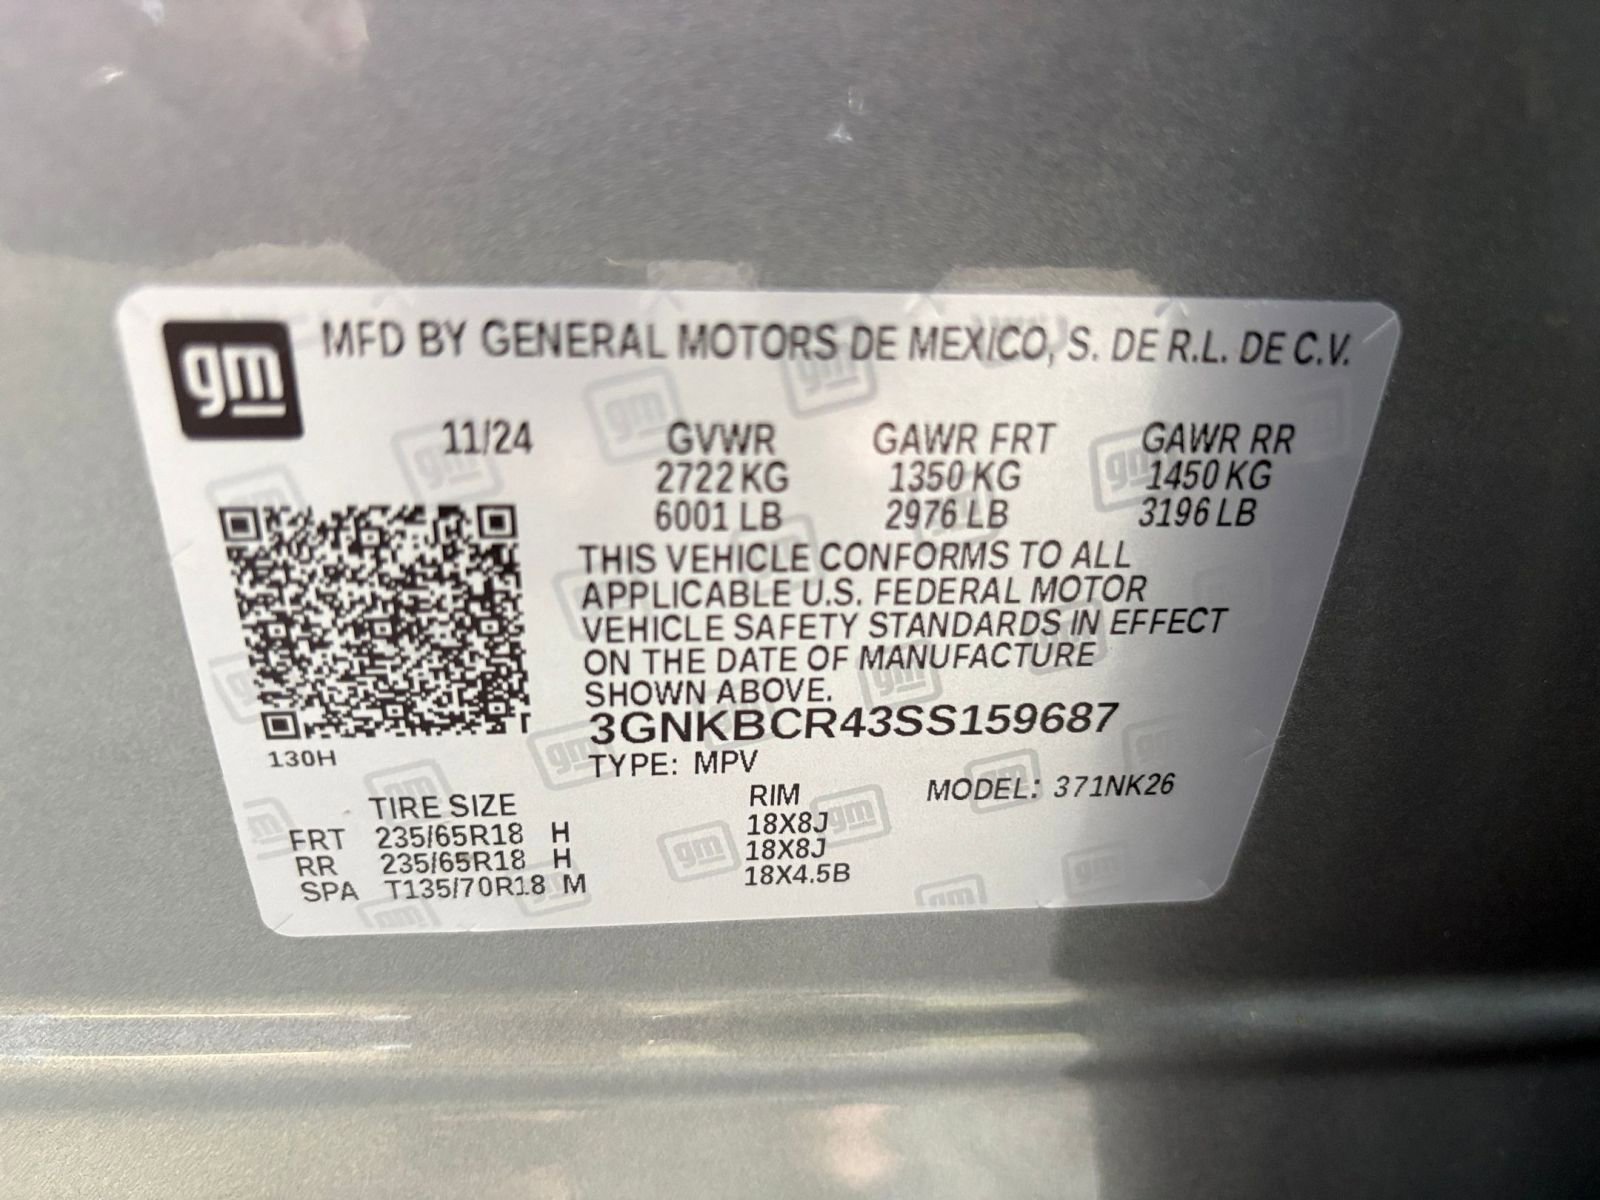 gm MFD BY GENERAL MOTORS DE MEXICO, S. DE R.L. DE C.V.
11/24 GVWR GAWR FRT GAWR RR
2722 KG 1350 KG 1450 KG
6001 LB 2976 LB 3196 LB
THIS VEHICLE CONFORMS TO ALL
APPLICABLE U.S. FEDERAL MOTOR
VEHICLE SAFETY STANDARDS IN EFFECT
ON THE DATE OF MANUFACTURE
SHOWN ABOVE.
3GNKBCR43SS159687
130H
TYPE: MPV
TIRE SIZE RIM MODEL: 371NK26
FRT 235/65R18 H 18X8J
RR 235/65R18 H 18X8J
SPA T135/70R18 M 18X4.5B